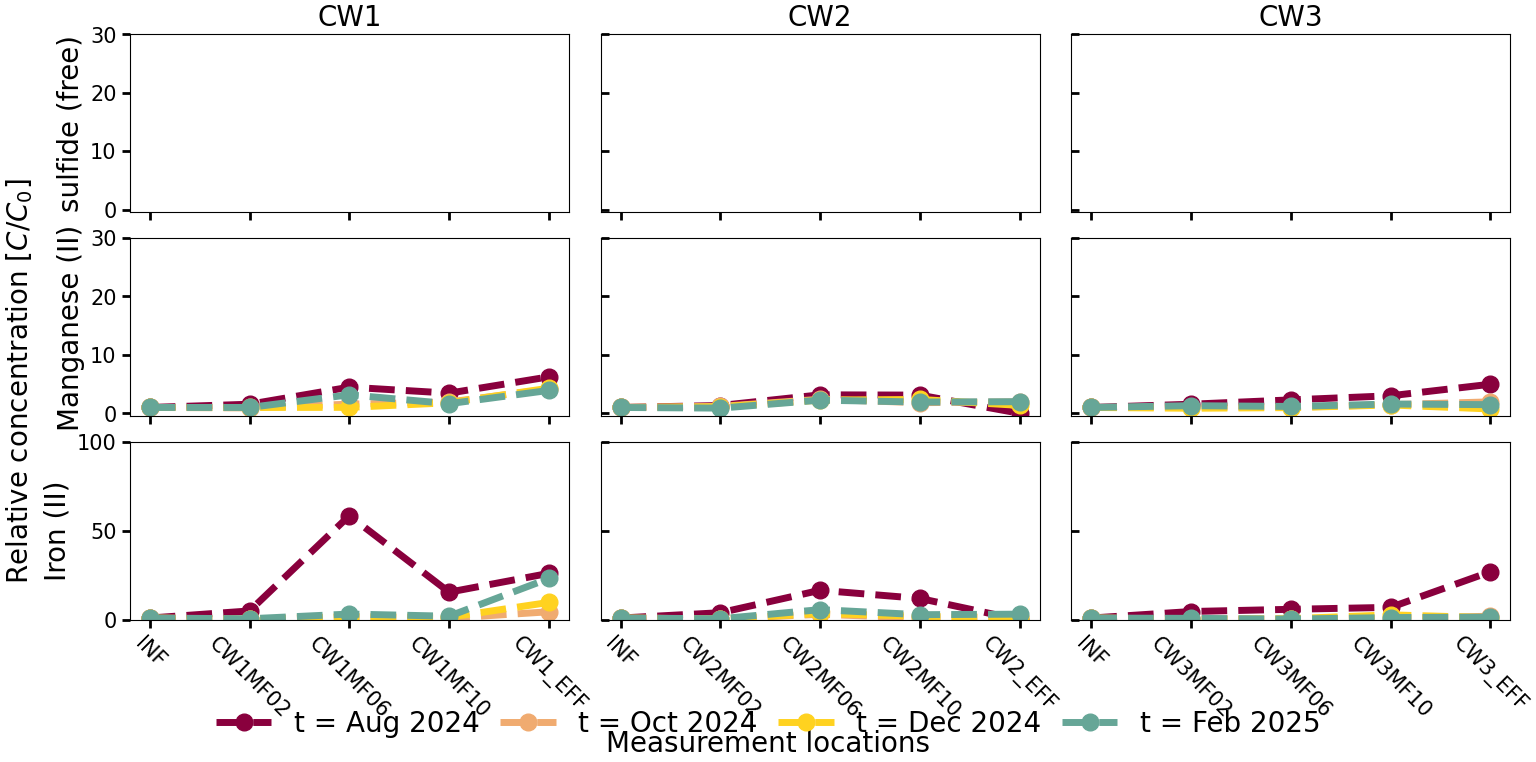 CW1 CW2 CW3
Relative concentration [C/C0]
sulfide (free)
30
20
10
0
Manganese (II)
30
20
10
0
Iron (II)
100
50
0
INF CW1MF02 CW1MF06 CW1MF10 CW1_EFF
INF CW2MF02 CW2MF06 CW2MF10 CW2_EFF
INF CW3MF02 CW3MF06 CW3MF10 CW3_EFF
t = Aug 2024 t = Oct 2024 t = Dec 2024 t = Feb 2025
Measurement locations